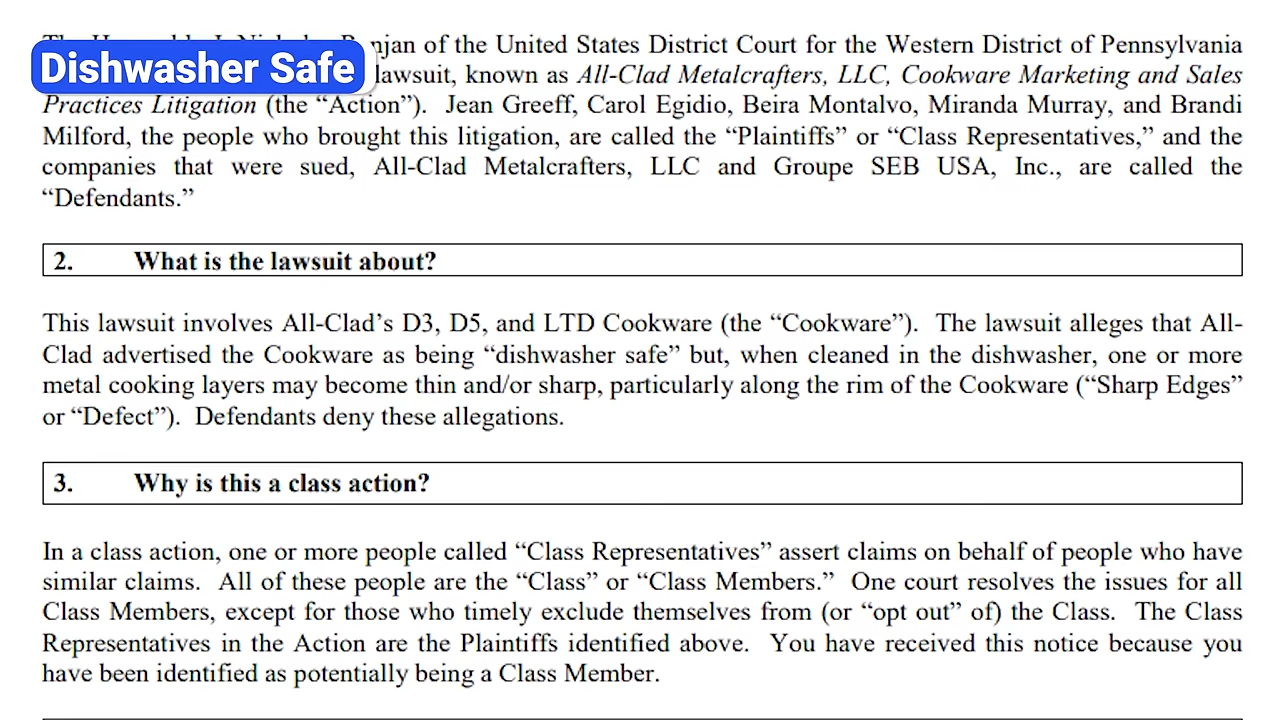 Dishwasher Safe
of the United States District Court for the Western District of Pennsylvania
lawsuit, known as All-Clad Metalcrafters, LLC, Cookware Marketing and Sales
Practices Litigation (the “Action”). Jean Greeff, Carol Egidio, Beira Montalvo, Miranda Murray, and Brandi
Milford, the people who brought this litigation, are called the “Plaintiffs” or “Class Representatives,” and the
companies that were sued, All-Clad Metalcrafters, LLC and Groupe SEB USA, Inc., are called the
“Defendants.”
2. What is the lawsuit about?
This lawsuit involves All-Clad’s D3, D5, and LTD Cookware (the “Cookware”). The lawsuit alleges that All-
Clad advertised the Cookware as being “dishwasher safe” but, when cleaned in the dishwasher, one or more
metal cooking layers may become thin and/or sharp, particularly along the rim of the Cookware (“Sharp Edges”
or “Defect”). Defendants deny these allegations.
3. Why is this a class action?
In a class action, one or more people called “Class Representatives” assert claims on behalf of people who have
similar claims. All of these people are the “Class” or “Class Members.” One court resolves the issues for all
Class Members, except for those who timely exclude themselves from (or “opt out” of) the Class. The Class
Representatives in the Action are the Plaintiffs identified above. You have received this notice because you
have been identified as potentially being a Class Member.